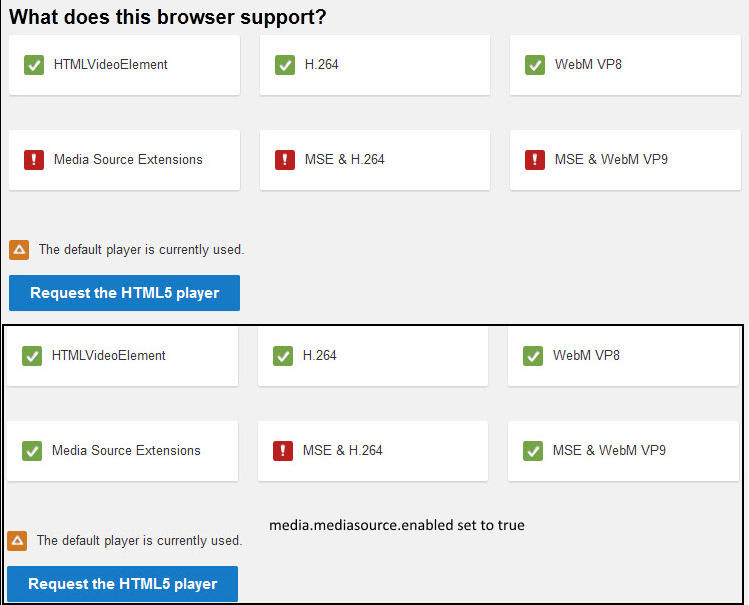 What does this browser support?
HTMLVideoElement
H.264
WebM VP8
Media Source Extensions
MSE & H.264
MSE & WebM VP9
The default player is currently used.
Request the HTML5 player
HTMLVideoElement
H.264
WebM VP8
Media Source Extensions
MSE & H.264
MSE & WebM VP9
media.mediasource.enabled set to true
The default player is currently used.
Request the HTML5 player